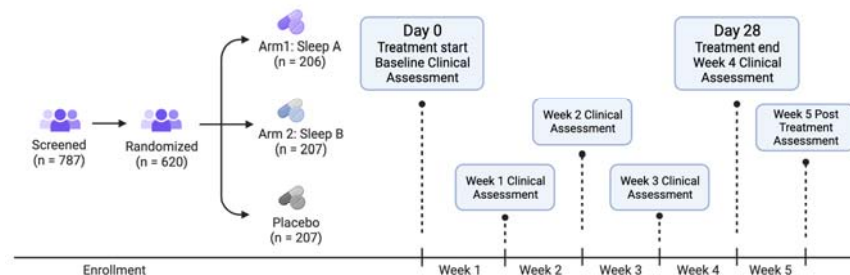 Screened
(n = 787)
Randomized
(n = 620)
Arm1: Sleep A
(n = 206)
Arm 2: Sleep B
(n = 207)
Placebo
(n = 207)
Day 0
Treatment start
Baseline Clinical
Assessment
Week 1 Clinical
Assessment
Week 2 Clinical
Assessment
Week 3 Clinical
Assessment
Day 28
Treatment end
Week 4 Clinical
Assessment
Week 5 Post
Treatment
Assessment
Enrollment
Week 1
Week 2
Week 3
Week 4
Week 5